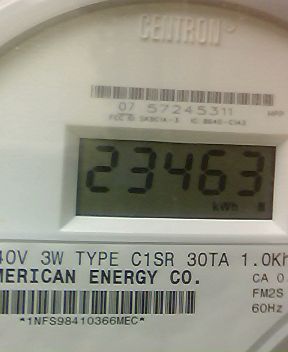 CENTRON
07 57245311
23463
kWh
40V 3W TYPE C1SR 30TA 1.0Kh
MERICAN ENERGY CO.
CA 0.
FM2S
60Hz
*1NFS98410366MEC*